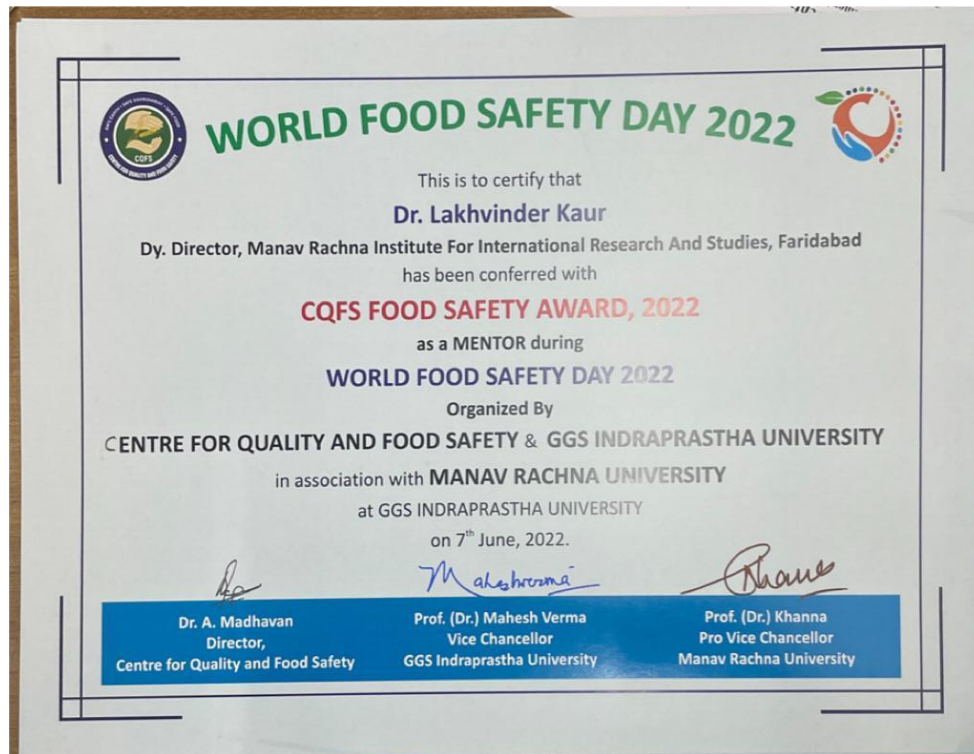 WORLD FOOD SAFETY DAY 2022
CQFS
This is to certify that
Dr. Lakhvinder Kaur
Dy. Director, Manav Rachna Institute For International Research And Studies, Faridabad
has been conferred with
CQFS FOOD SAFETY AWARD, 2022
as a MENTOR during
WORLD FOOD SAFETY DAY 2022
Organized By
CENTRE FOR QUALITY AND FOOD SAFETY & GGS INDRAPRASTHA UNIVERSITY
in association with MANAV RACHNA UNIVERSITY
at GGS INDRAPRASTHA UNIVERSITY
on 7th June, 2022.
Dr. A. Madhavan
Director,
Centre for Quality and Food Safety
Prof. (Dr.) Mahesh Verma
Vice Chancellor
GGS Indraprastha University
Prof. (Dr.) Khanna
Pro Vice Chancellor
Manav Rachna University